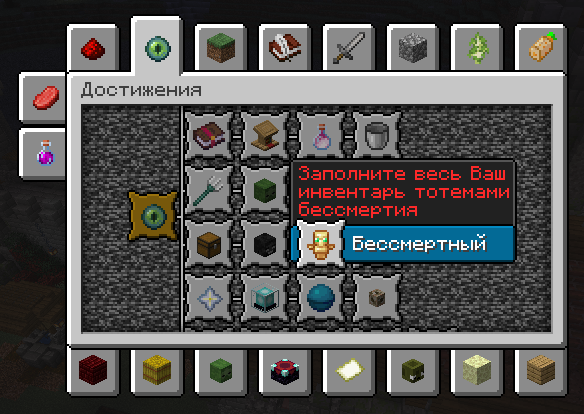 Достижения
Заполните весь Ваш
инвентарь тотемами
бессмертия
Бессмертный